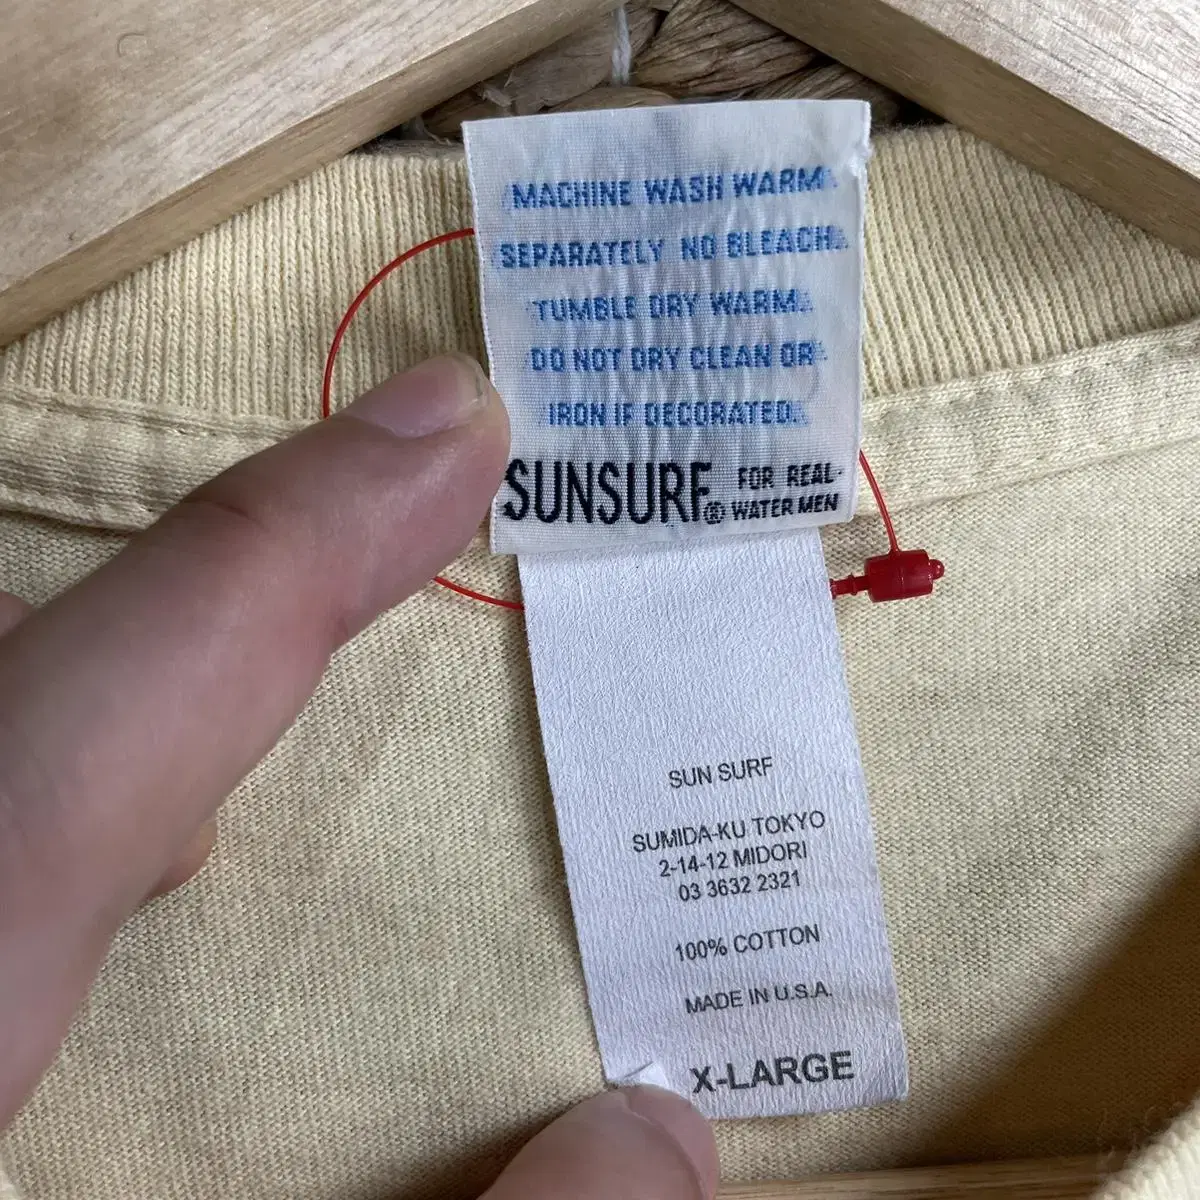 MACHINE WASH WARM
SEPARATELY NO BLEACH.
TUMBLE DRY WARM.
DO NOT DRY CLEAN OR
IRON IF DECORATED.
SUNSURF® FOR REAL
WATER MEN
SUN SURF
SUMIDA-KU TOKYO
2-14-12 MIDORI
03 3632 2321
100% COTTON
MADE IN U.S.A.
X-LARGE